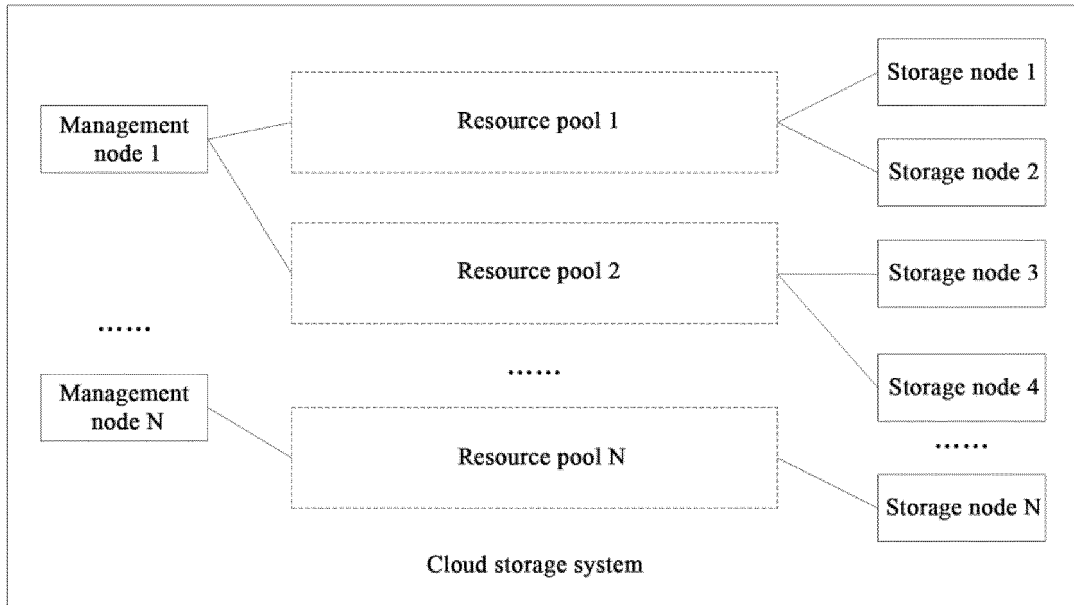 Management
node 1
Resource pool 1
Storage node 1
Storage node 2
Resource pool 2
Storage node 3
......
......
Storage node 4
Management
node N
Resource pool N
......
Storage node N
Cloud storage system